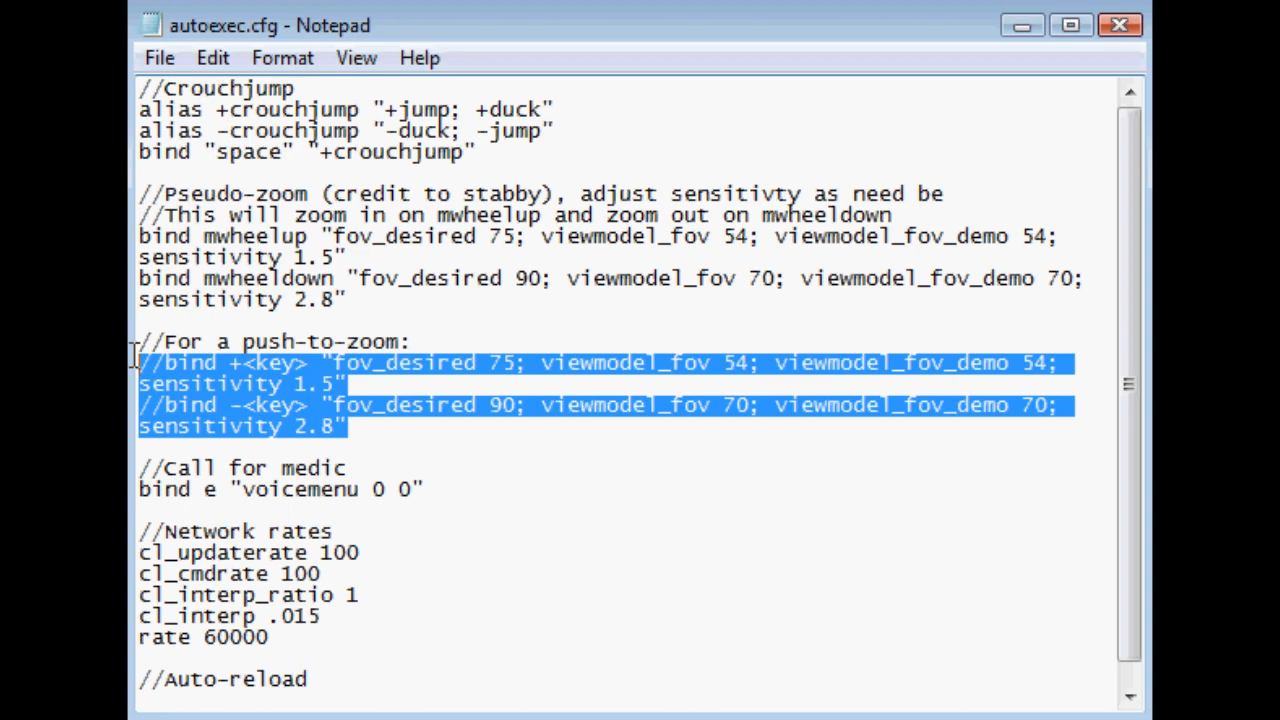 autoexec.cfg - Notepad
File Edit Format View Help
//Crouchjump
alias +crouchjump "+jump; +duck"
alias -crouchjump "-duck; -jump"
bind "space" "+crouchjump"
//Pseudo-zoom (credit to stabby), adjust sensitivty as need be
//This will zoom in on mwheelup and zoom out on mwheeldown
bind mwheelup "fov_desired 75; viewmodel_fov 54; viewmodel_fov_demo 54;
sensitivity 1.5"
bind mwheeldown "fov_desired 90; viewmodel_fov 70; viewmodel_fov_demo 70;
sensitivity 2.8"
//For a push-to-zoom:
//bind +<key> "fov_desired 75; viewmodel_fov 54; viewmodel_fov_demo 54;
sensitivity 1.5"
//bind -<key> "fov_desired 90; viewmodel_fov 70; viewmodel_fov_demo 70;
sensitivity 2.8"
//Call for medic
bind e "voicemenu 0 0"
//Network rates
cl_updaterate 100
cl_cmdrate 100
cl_interp_ratio 1
cl_interp .015
rate 60000
//Auto-reload